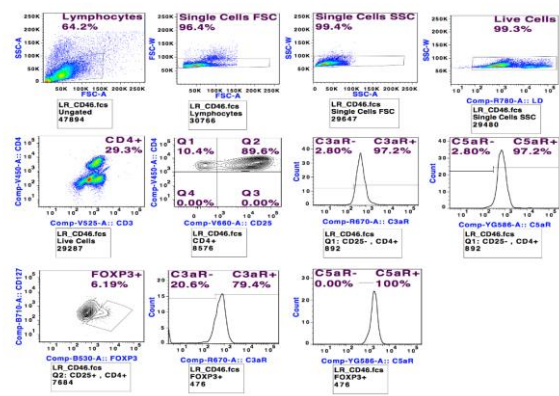 Lymphocytes
64.2%
SSC-A
250K
200K
150K
100K
50K
0
50K 150K 250K
FSC-A
LR_CD46.fcs
Ungated
47894
Single Cells FSC
96.4%
FSC-W
250K
200K
150K
100K
50K
0
FSC-A
LR_CD46.fcs
Lymphocytes
30766
Single Cells SSC
99.4%
SSC-W
250K
200K
150K
100K
50K
0
SSC-A
LR_CD46.fcs
Single Cells FSC
29647
Live Cells
99.3%
SSC-W
250K
200K
150K
100K
50K
0
Comp-R780-A:: LD
LR_CD46.fcs
Single Cells SSC
29480
CD4+
29.3%
Comp-V450-A:: CD4
Comp-V525-A:: CD3
LR_CD46.fcs
Live Cells
29287
Q1 Q2
10.4% 89.6%
Q4 Q3
0.00% 0.00%
Comp-V450-A:: CD4
Comp-V660-A:: CD25
LR_CD46.fcs
CD4+
8576
C3aR- C3aR+
2.80% 97.2%
Count
Comp-R670-A:: C3aR
LR_CD46.fcs
Q1: CD25- , CD4+
892
C5aR- C5aR+
2.80% 97.2%
Count
Comp-YG586-A:: C5aR
LR_CD46.fcs
Q1: CD25- , CD4+
892
FOXP3+
6.19%
Comp-B710-A:: CD127
Comp-B530-A:: FOXP3
LR_CD46.fcs
Q2: CD25+ , CD4+
7684
C3aR- C3aR+
20.6% 79.4%
Count
Comp-R670-A:: C3aR
LR_CD46.fcs
FOXP3+
476
C5aR- C5aR+
0.00% 100%
Count
Comp-YG586-A:: C5aR
LR_CD46.fcs
FOXP3+
476